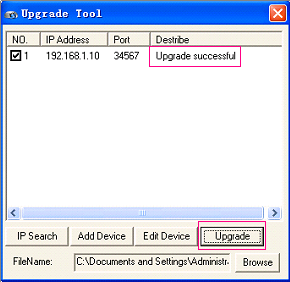 Upgrade Tool
NO. IP Address Port Destribe
1 192.168.1.10 34567 Upgrade successful
IP Search Add Device Edit Device Upgrade
FileName: C:\Documents and Settings\Administr Browse